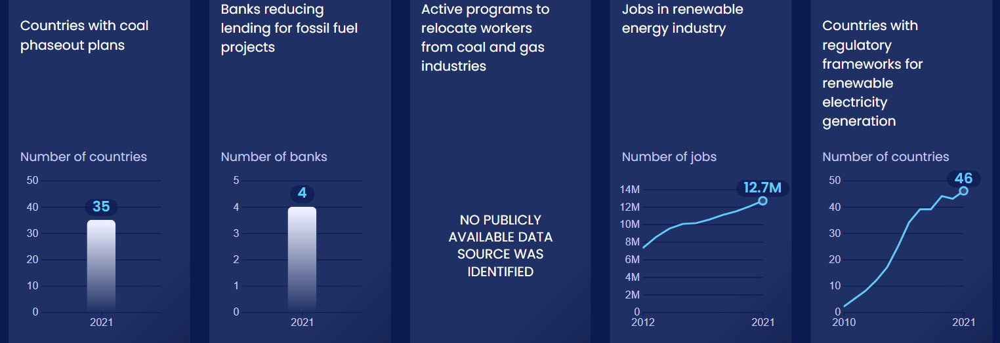 Countries with coal
phaseout plans
Number of countries
50
40
30
20
10
0
35
2021
Banks reducing
lending for fossil fuel
projects
Number of banks
5
4
3
2
1
0
4
2021
Active programs to
relocate workers
from coal and gas
industries
NO PUBLICLY
AVAILABLE DATA
SOURCE WAS
IDENTIFIED
Jobs in renewable
energy industry
Number of jobs
14M
12M
10M
8M
6M
4M
2M
0
12.7M
2012 2021
Countries with
regulatory
frameworks for
renewable
electricity
generation
Number of countries
50
40
30
20
10
0
46
2010 2021